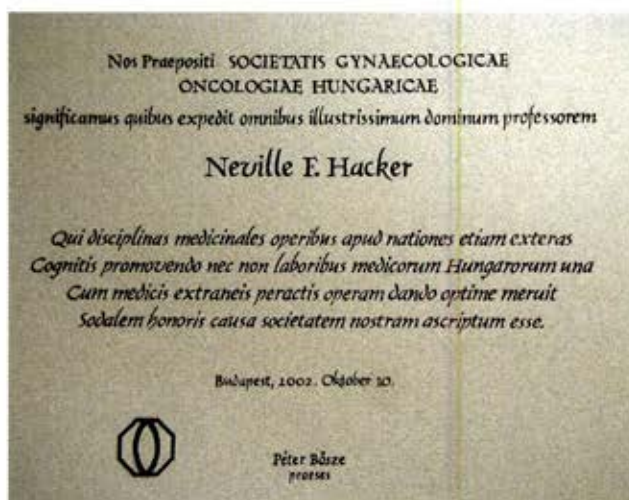 Nos Praepositi SOCIETATIS GYNAECOLOGICAE
ONCOLOGIAE HUNGARICAE
significamus quibus expedit omnibus illustrissimum dominum professorem
Neville F. Hacker
Qui disciplinas medicinales operibus apud nationes etiam exteras
Cognitis promovendo nec non laboribus medicorum Hungarorum una
Cum medicis extraneis peractis operam dando optime meruit
Sodalem honoris causa societatem nostram ascriptum esse.
Budapest, 2002. Oktober 10.
Péter Bősze
praeses